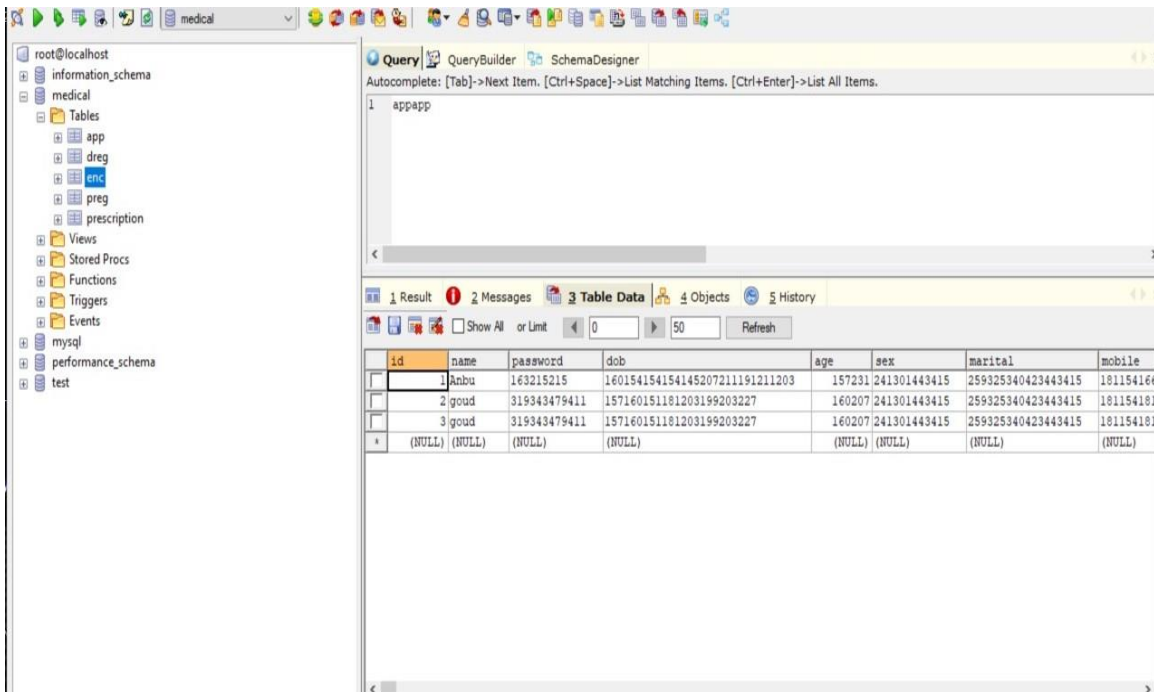 medical
root@localhost
information_schema
medical
Tables
app
dreg
enc
preg
prescription
Views
Stored Procs
Functions
Triggers
Events
mysql
performance_schema
test
Query QueryBuilder SchemaDesigner
Autocomplete: [Tab]->Next Item. [Ctrl+Space]->List Matching Items. [Ctrl+Enter]->List All Items.
1 appapp
1 Result 2 Messages 3 Table Data 4 Objects 5 History
Show All or Limit 0 50 Refresh
id name password dob age sex marital mobile
1 Anbu 163215215 160154154154145207211191211203 157231 241301443415 259325340423443415
2 goud 319343479411 157160151181203199203227 160207 241301443415 259325340423443415
3 goud 319343479411 157160151181203199203227 160207 241301443415 259325340423443415
* (NULL) (NULL) (NULL) (NULL) (NULL) (NULL) (NULL) (NULL)